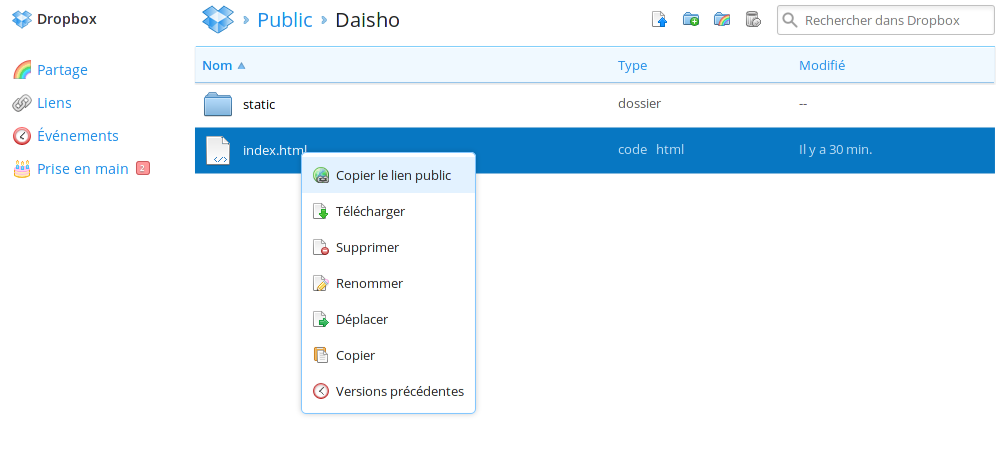 Dropbox
Public Daisho
Rechercher dans Dropbox
Partage
Liens
Événements
Prise en main 2
Nom Type Modifié
static dossier --
index.html code html Il y a 30 min.
Copier le lien public
Télécharger
Supprimer
Renommer
Déplacer
Copier
Versions précédentes